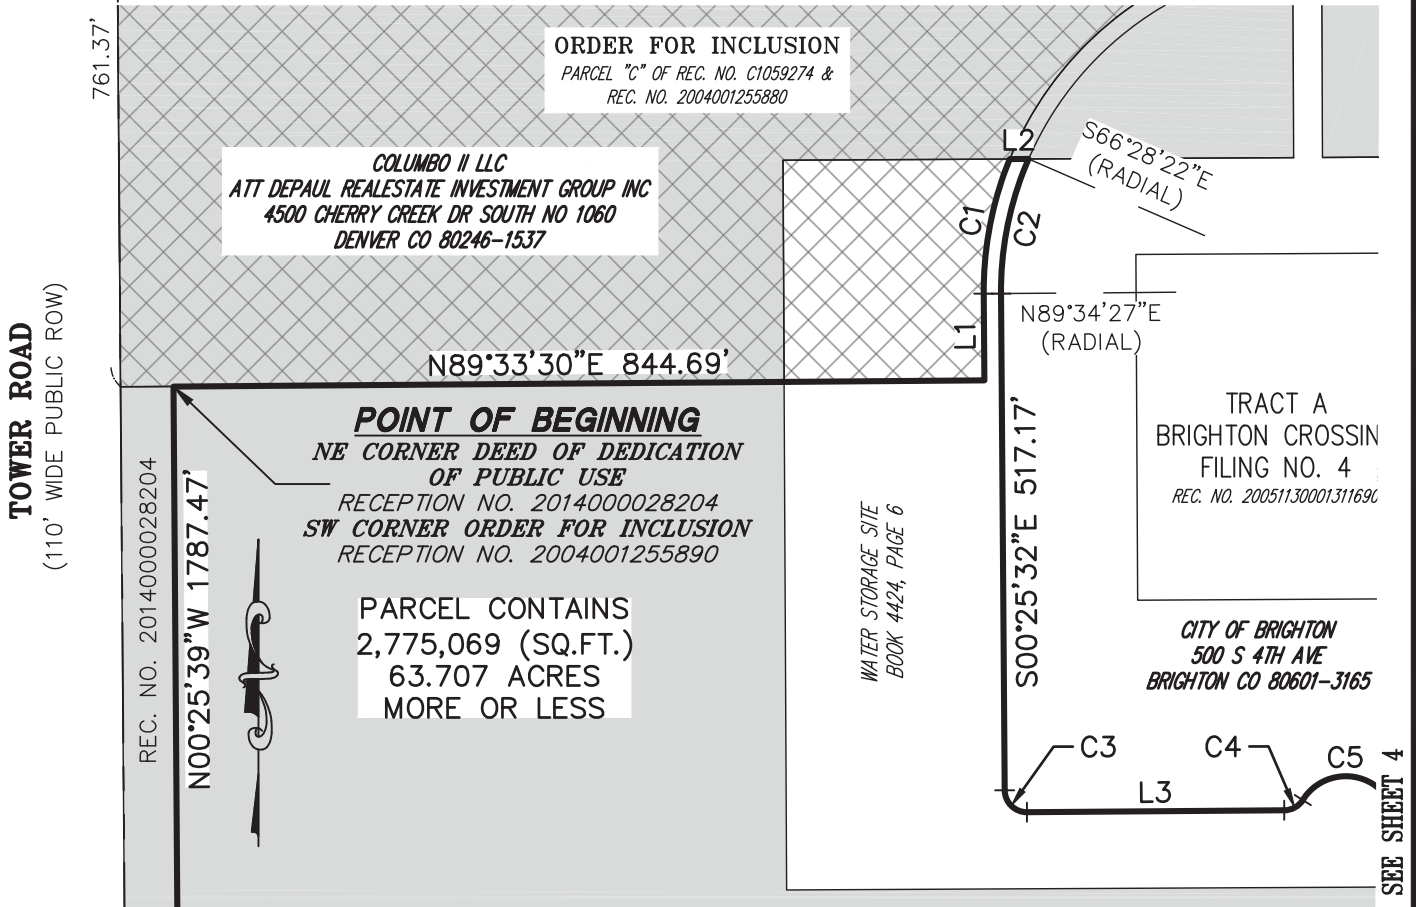 761.37'
ORDER FOR INCLUSION
PARCEL "C" OF REC. NO. C1059274 &
REC. NO. 2004001255880
COLUMBO II LLC
ATT DEPAUL REALESTATE INVESTMENT GROUP INC
4500 CHERRY CREEK DR SOUTH NO 1060
DENVER CO 80246-1537
L2
S66°28'22"E
(RADIAL)
C1
C2
N89°34'27"E
(RADIAL)
L1
TOWER ROAD
(110' WIDE PUBLIC ROW)
N89°33'30"E 844.69'
POINT OF BEGINNING
NE CORNER DEED OF DEDICATION
OF PUBLIC USE
RECEPTION NO. 2014000028204
SW CORNER ORDER FOR INCLUSION
RECEPTION NO. 2004001255890
REC. NO. 2014000028204
N00°25'39"W 1787.47'
PARCEL CONTAINS
2,775,069 (SQ.FT.)
63.707 ACRES
MORE OR LESS
WATER STORAGE SITE
BOOK 4424, PAGE 6
S00°25'32"E 517.17'
TRACT A
BRIGHTON CROSSIN
FILING NO. 4
REC. NO. 20051130001311690
CITY OF BRIGHTON
500 S 4TH AVE
BRIGHTON CO 80601-3165
C3
C4
C5
L3
SEE SHEET 4